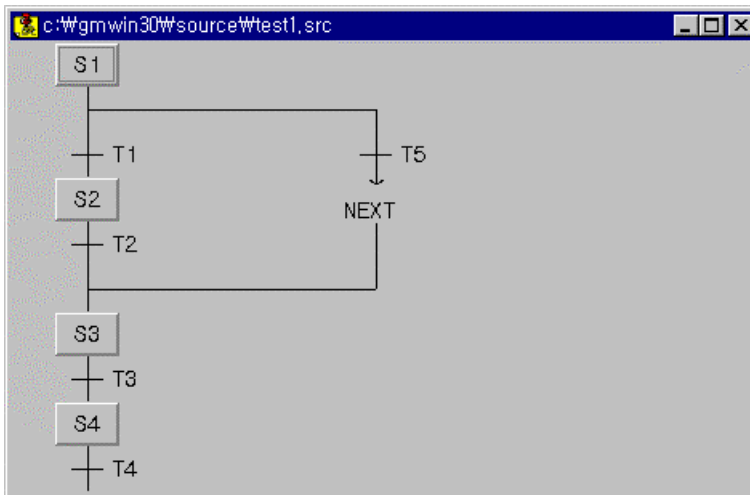 c:₩gmwin30₩source₩test1.src
S1
T1
T5
S2
NEXT
T2
S3
T3
S4
T4